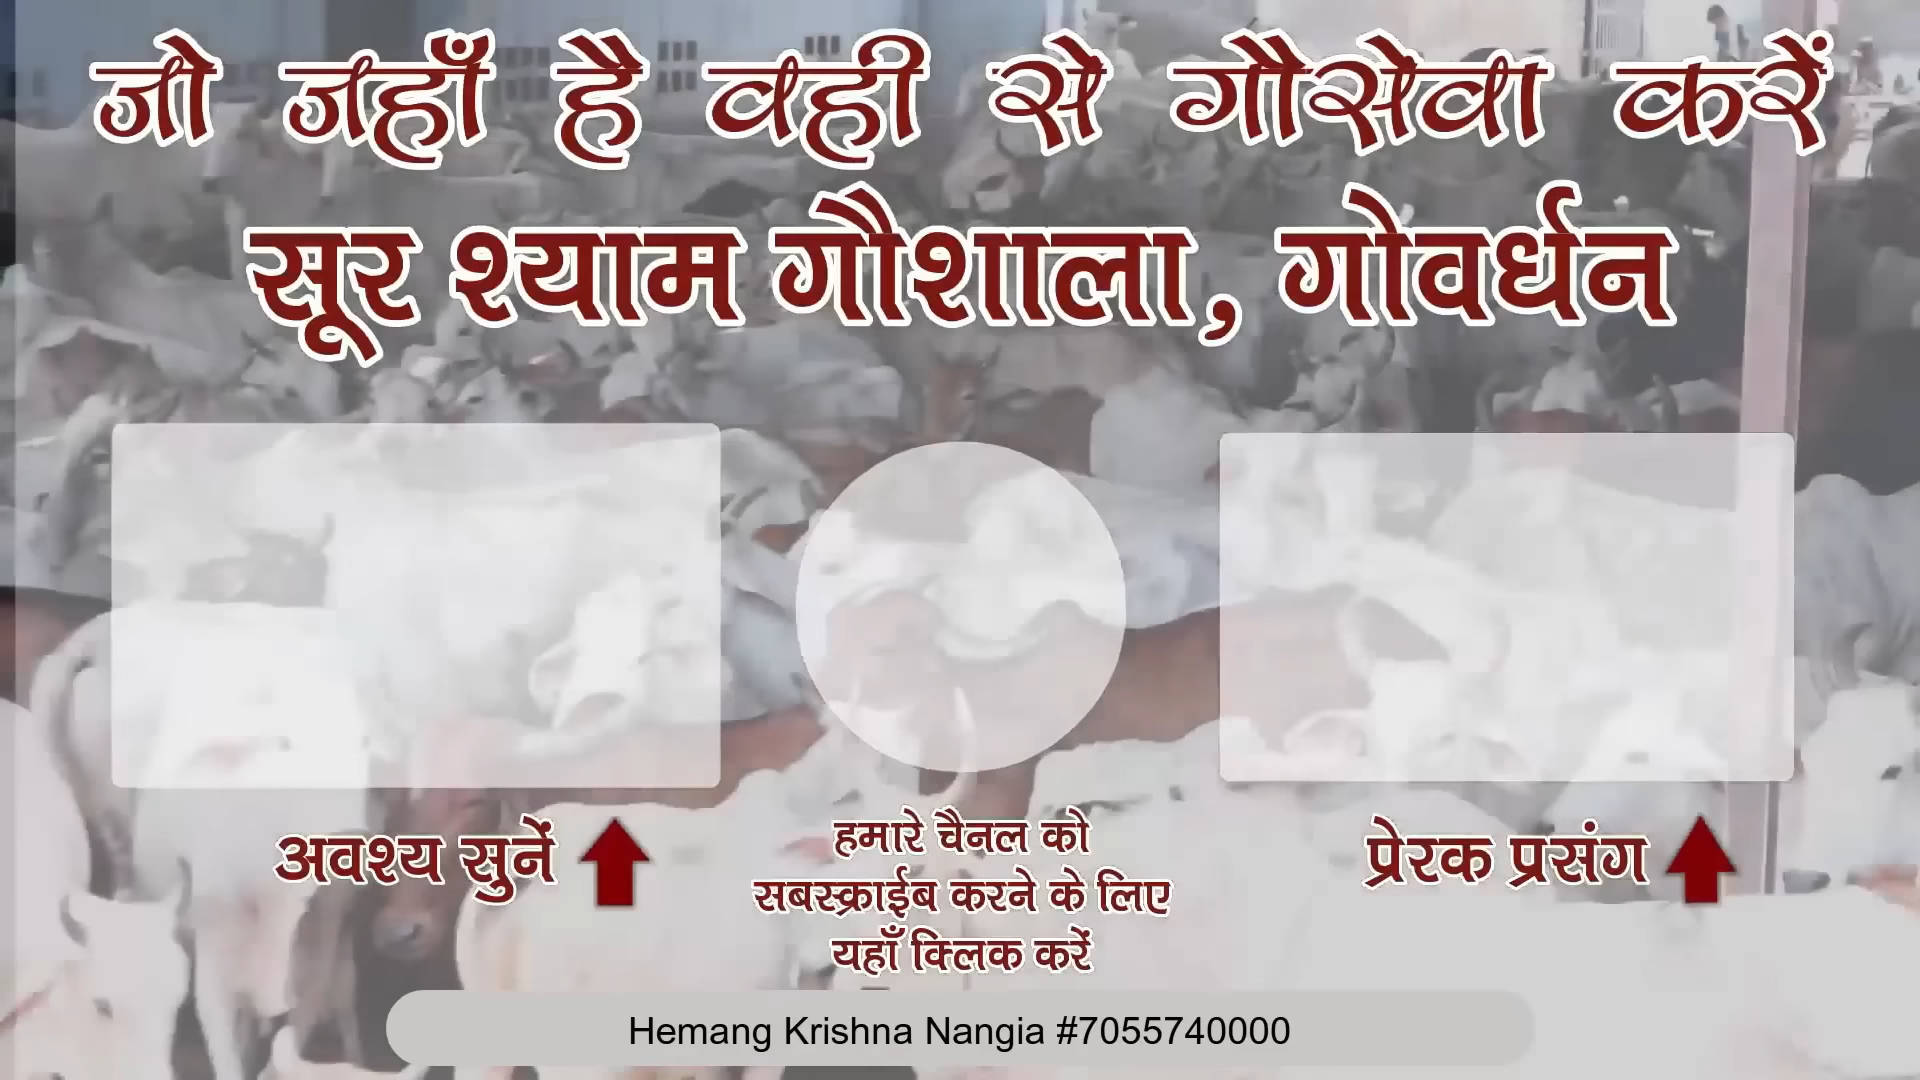 जो जहाँ है वही से गौसेवा करें
सूर श्याम गौशाला, गोवर्धन
अवश्य सुनें
हमारे चैनल को
सबस्क्राईब करने के लिए
यहाँ क्लिक करें
प्रेरक प्रसंग
Hemang Krishna Nangia #7055740000